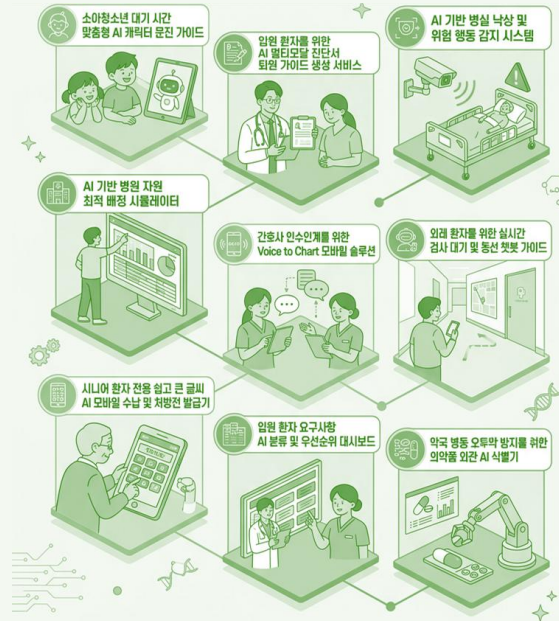 소아청소년 대기 시간
맞춤형 AI 캐릭터 문진 가이드
입원 환자를 위한
AI 멀티모달 진단서
퇴원 가이드 생성 서비스
AI 기반 병실 낙상 및
위험 행동 감지 시스템
AI 기반 병원 자원
최적 배정 시뮬레이터
간호사 인수인계를 위한
Voice to Chart 모바일 솔루션
외래 환자를 위한 실시간
검사 대기 및 동선 챗봇 가이드
시니어 환자 전용 쉽고 큰 글씨
AI 모바일 수납 및 처방전 발급기
입원 환자 요구사항
AI 분류 및 우선순위 대시보드
약국 병동 오투약 방지를 위한
의약품 외관 AI 식별기